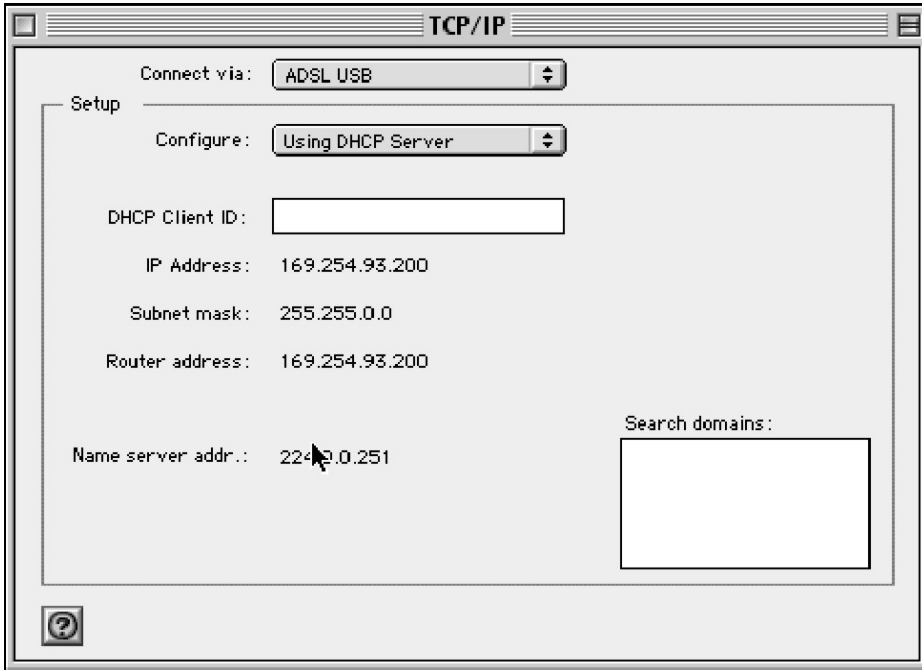 TCP/IP
Connect via: ADSL USB
Setup
Configure: Using DHCP Server
DHCP Client ID:
IP Address: 169.254.93.200
Subnet mask: 255.255.0.0
Router address: 169.254.93.200
Search domains:
Name server addr.: 224.0.0.251
?